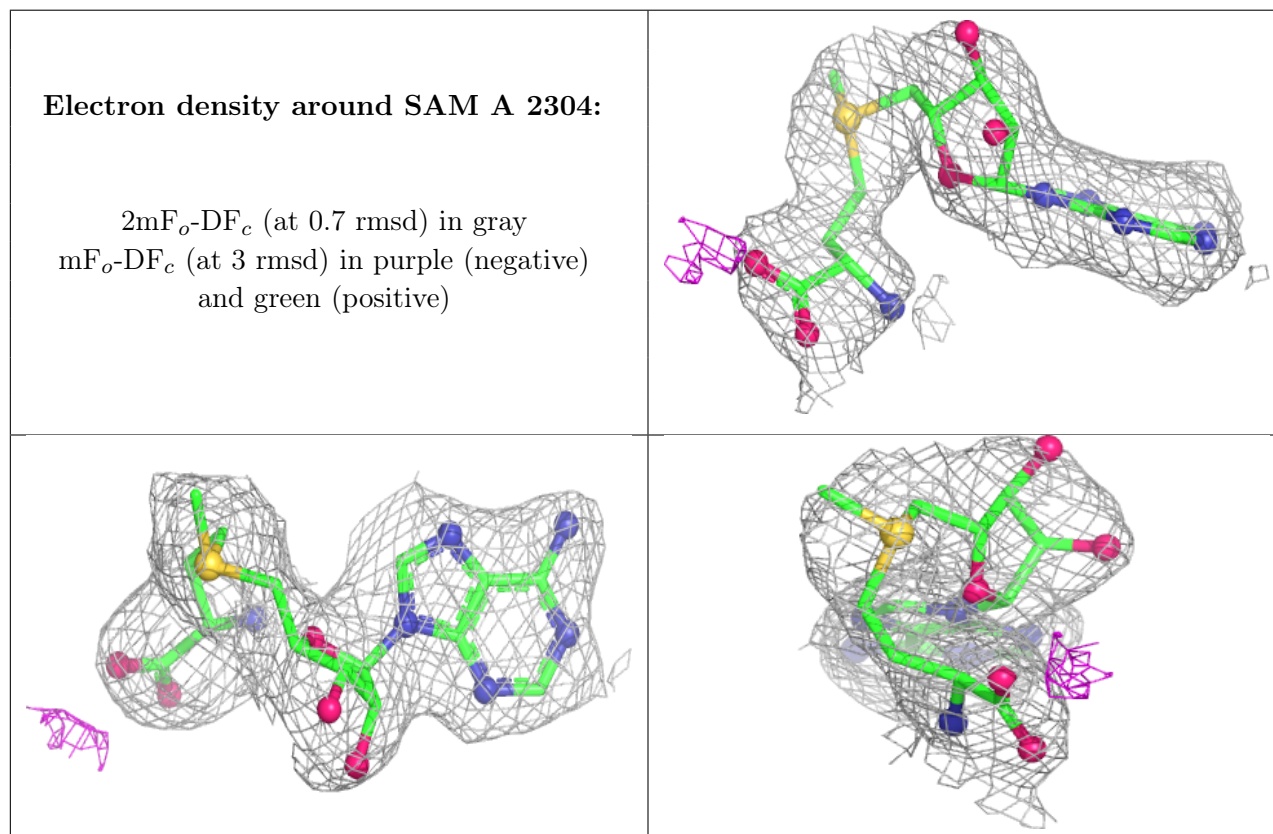 Electron density around SAM A 2304:
2mFo-DFc (at 0.7 rmsd) in gray
mFo-DFc (at 3 rmsd) in purple (negative)
and green (positive)